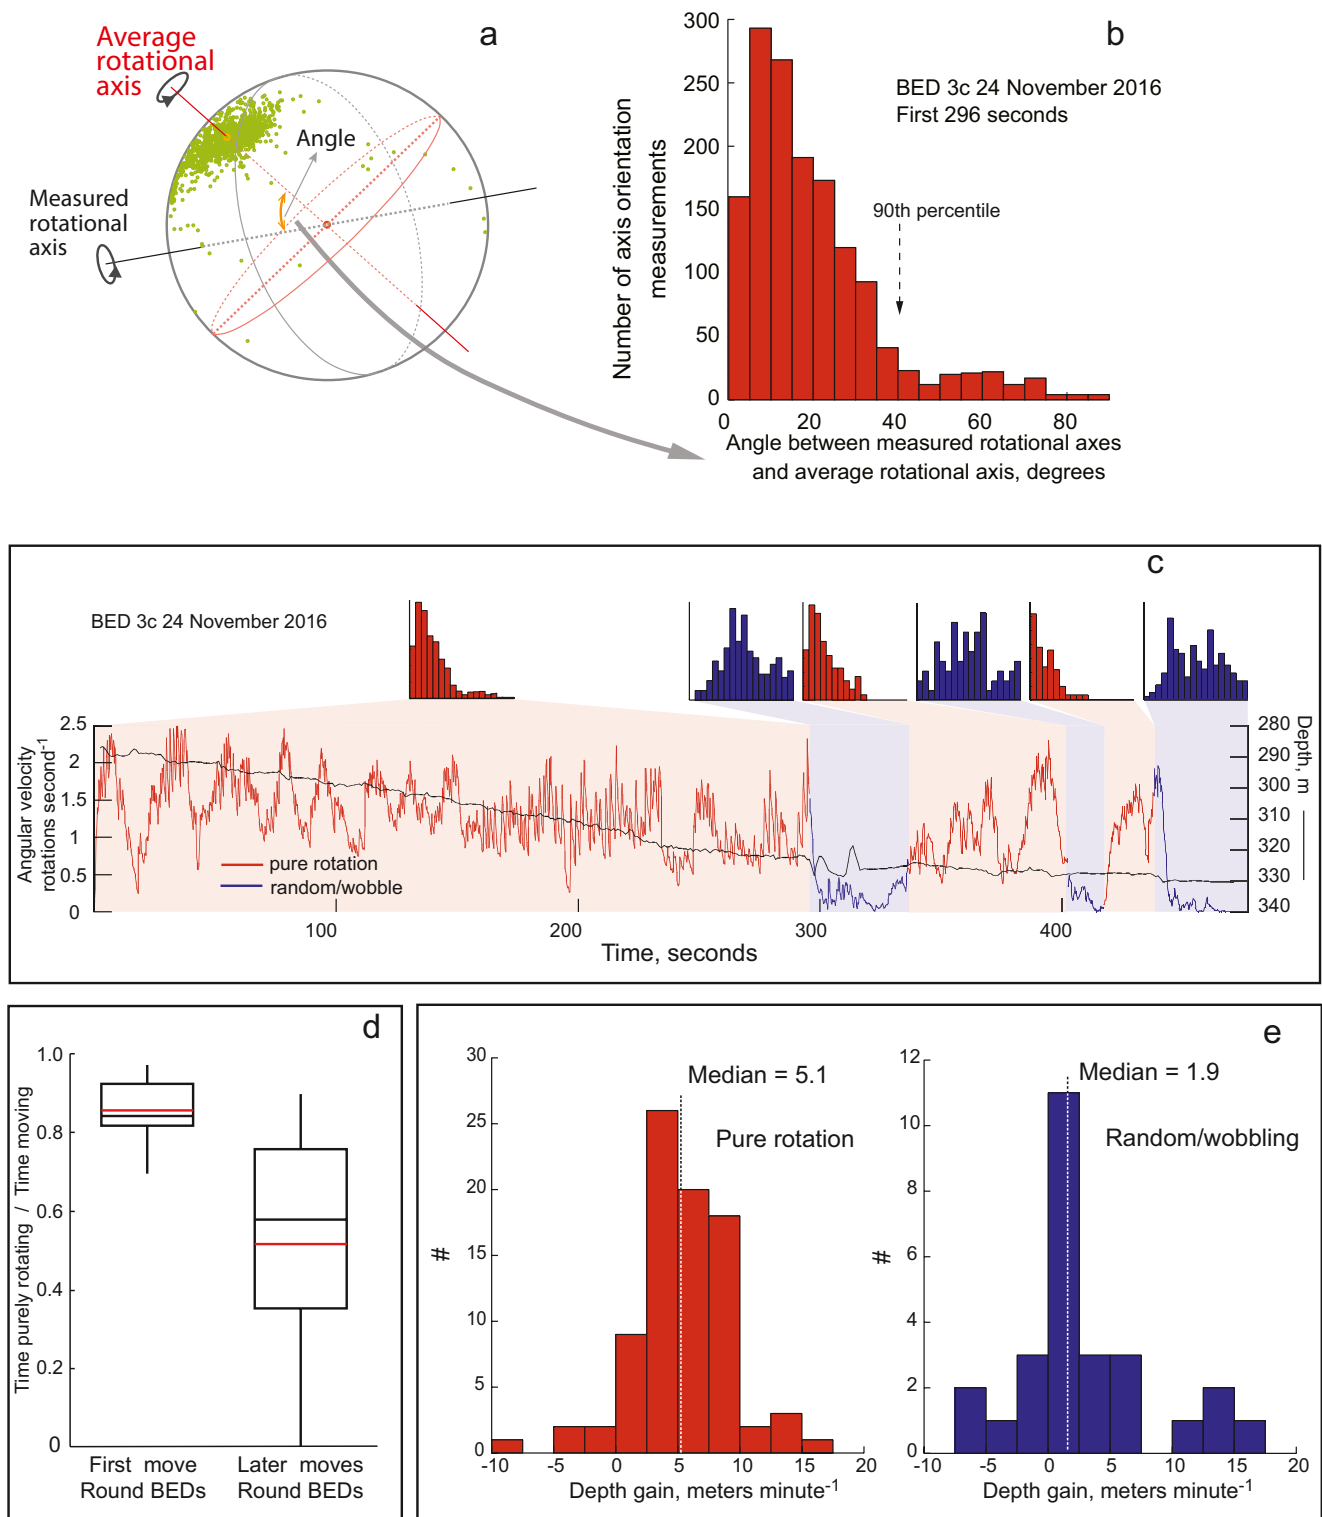 a
Average
rotational
axis
Angle
Measured
rotational
axis
b
BED 3c 24 November 2016
First 296 seconds
90th percentile
Number of axis orientation
measurements
300
250
200
150
100
50
0
0 20 40 60 80
Angle between measured rotational axes
and average rotational axis, degrees
c
BED 3c 24 November 2016
Angular velocity
rotations second-1
2.5
2
1.5
1
0.5
0
pure rotation
random/wobble
280
290
300
310
320
330
340
Depth, m
100 200 300 400
Time, seconds
d
Time purely rotating / Time moving
1.0
0.8
0.6
0.4
0.2
0
First move
Round BEDs
Later moves
Round BEDs
e
#
30
25
20
15
10
5
0
Median = 5.1
Pure rotation
-10 -5 0 5 10 15 20
Depth gain, meters minute-1
#
12
10
8
6
4
2
0
Median = 1.9
Random/wobbling
-10 -5 0 5 10 15 20
Depth gain, meters minute-1